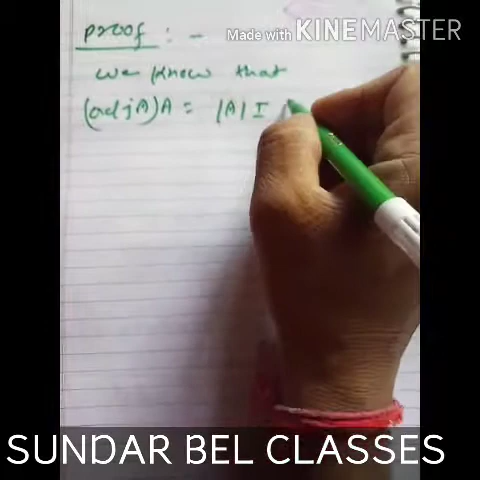 Made with KINEMASTER
proof : -
we know that
(adjA)A = |A| I
SUNDAR BEL CLASSES